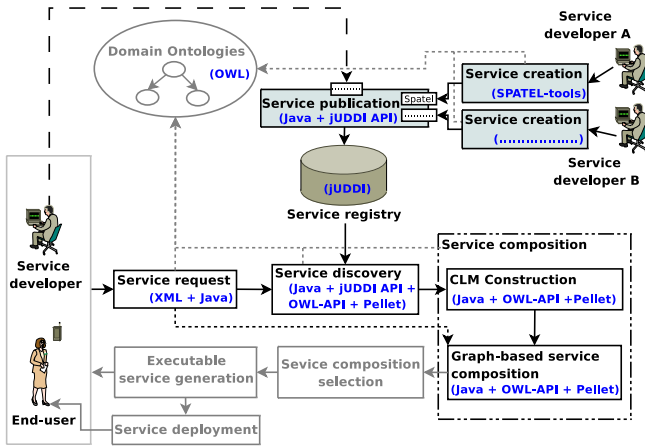 Service
developer A
Domain Ontologies
(OWL)
Service creation
(SPATEL-tools)
Service publication
(Java + jUDDI API)
Spatel
Service creation
(..................)
Service
developer B
(jUDDI)
Service registry
Service
developer
Service request
(XML + Java)
Service discovery
(Java + jUDDI API +
OWL-API + Pellet)
Service composition
CLM Construction
(Java + OWL-API +Pellet)
Graph-based service
composition
(Java + OWL-API + Pellet)
Sevice composition
selection
Executable
service generation
Service deployment
End-user